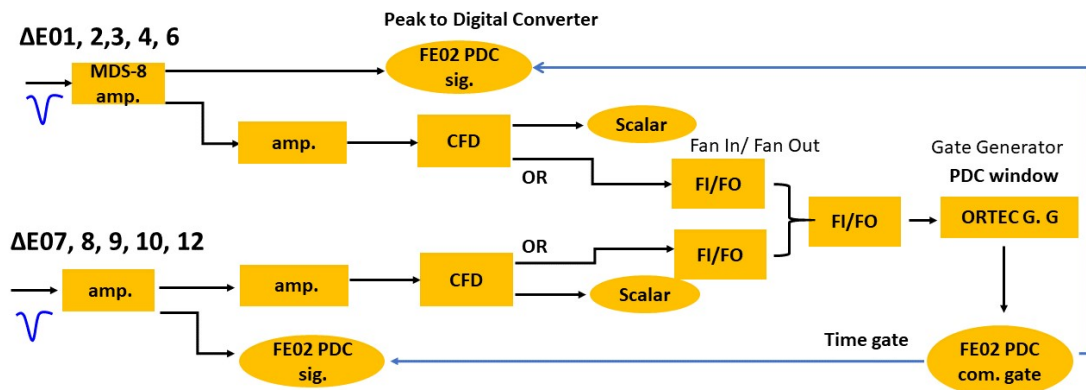 Peak to Digital Converter
ΔE01, 2,3, 4, 6
MDS-8
amp.
FE02 PDC
sig.
amp.
CFD
Scalar
OR
Fan In/ Fan Out
FI/FO
Gate Generator
PDC window
FI/FO
ORTEC G. G
ΔE07, 8, 9, 10, 12
amp.
amp.
CFD
OR
FI/FO
Scalar
FE02 PDC
sig.
Time gate
FE02 PDC
com. gate